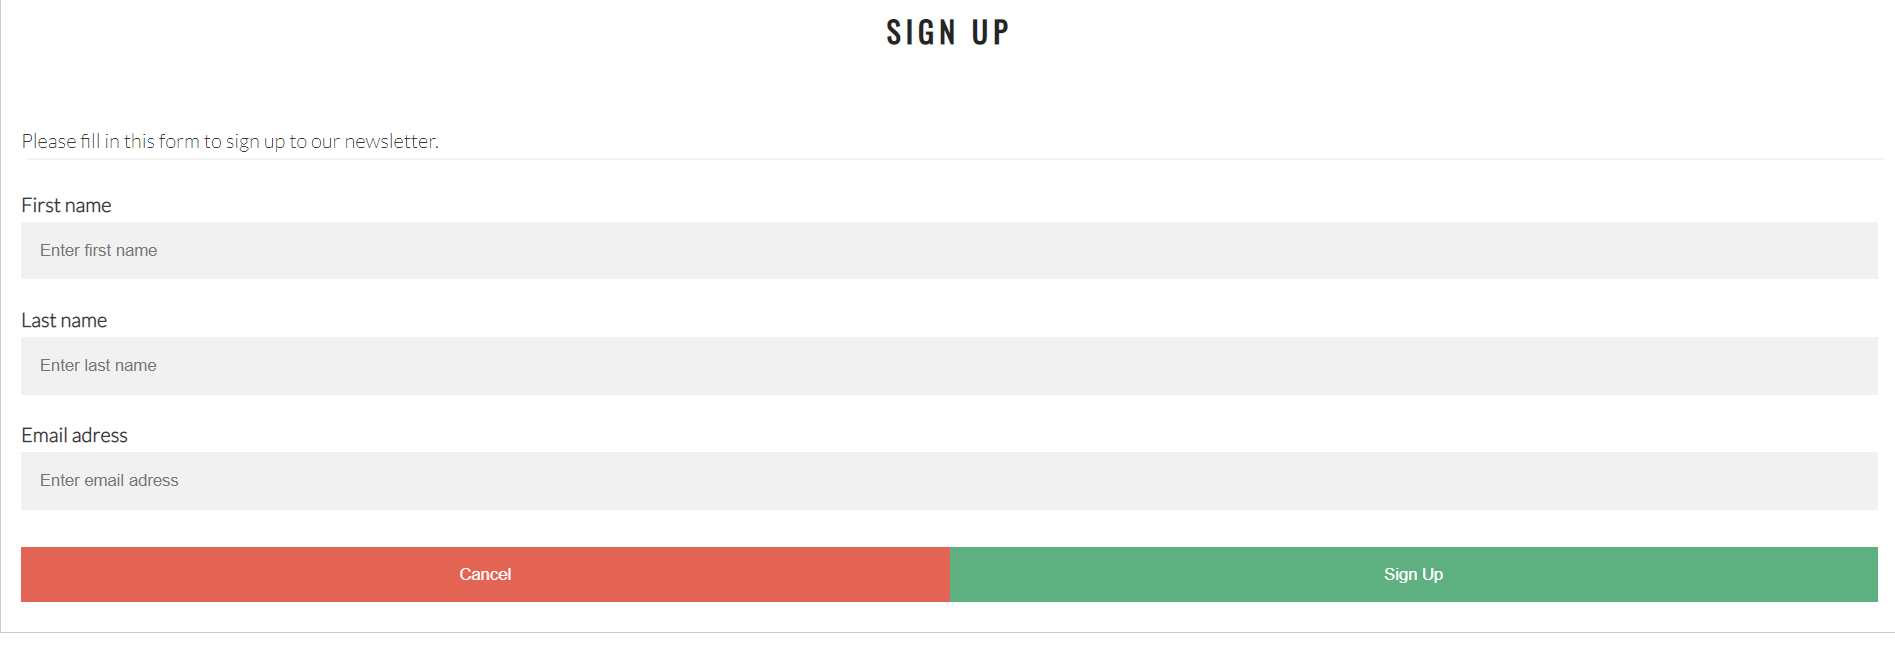 SIGN UP
Please fill in this form to sign up to our newsletter.
First name
Enter first name
Last name
Enter last name
Email adress
Enter email adress
Cancel
Sign Up